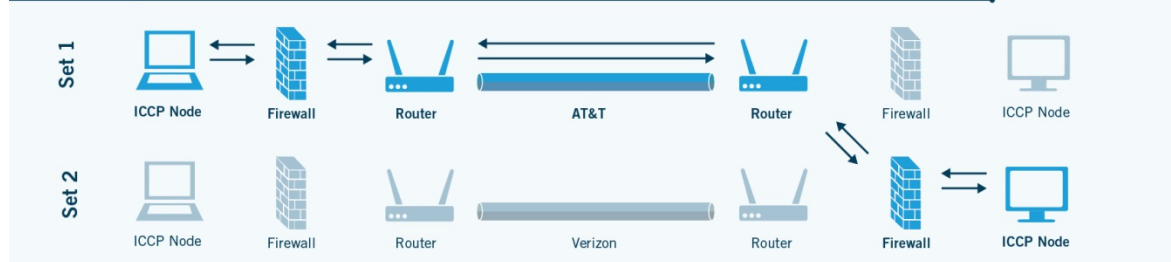 Set 1
ICCP Node Firewall Router AT&T Router Firewall ICCP Node
Set 2
ICCP Node Firewall Router Verizon Router Firewall ICCP Node